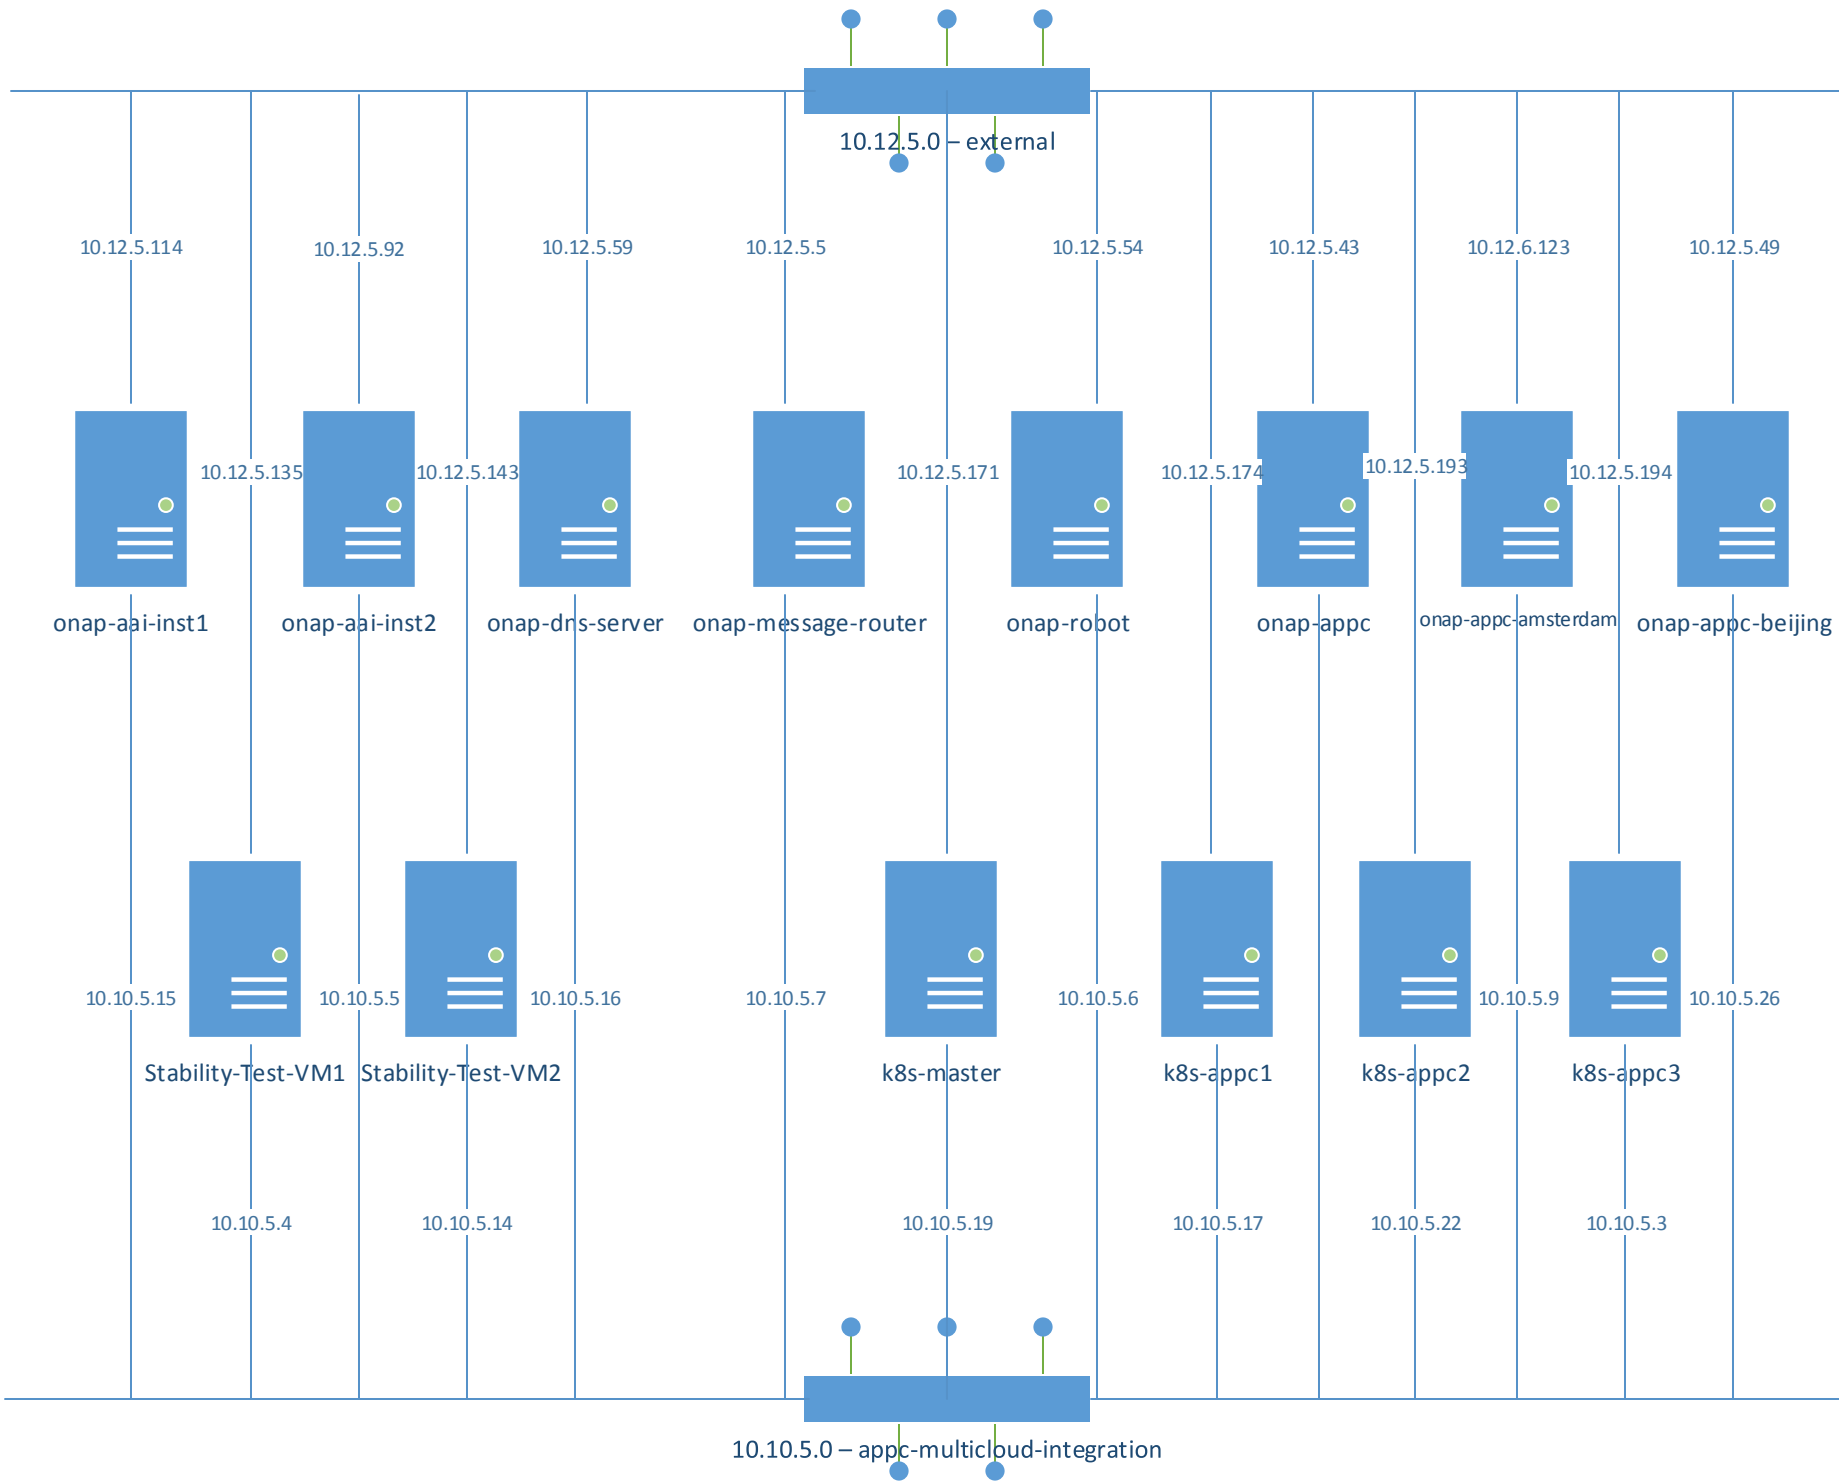 10.12.5.0 – external
10.12.5.114
10.12.5.92
10.12.5.59
10.12.5.5
10.12.5.54
10.12.5.43
10.12.6.123
10.12.5.49
10.12.5.135
10.12.5.143
10.12.5.171
10.12.5.174
10.12.5.193
10.12.5.194
onap-aai-inst1
onap-aai-inst2
onap-dns-server
onap-message-router
onap-robot
onap-appc
onap-appc-amsterdam
onap-appc-beijing
10.10.5.15
10.10.5.5
10.10.5.16
10.10.5.7
10.10.5.6
10.10.5.9
10.10.5.26
Stability-Test-VM1
Stability-Test-VM2
k8s-master
k8s-appc1
k8s-appc2
k8s-appc3
10.10.5.4
10.10.5.14
10.10.5.19
10.10.5.17
10.10.5.22
10.10.5.3
10.10.5.0 – appc-multicloud-integration